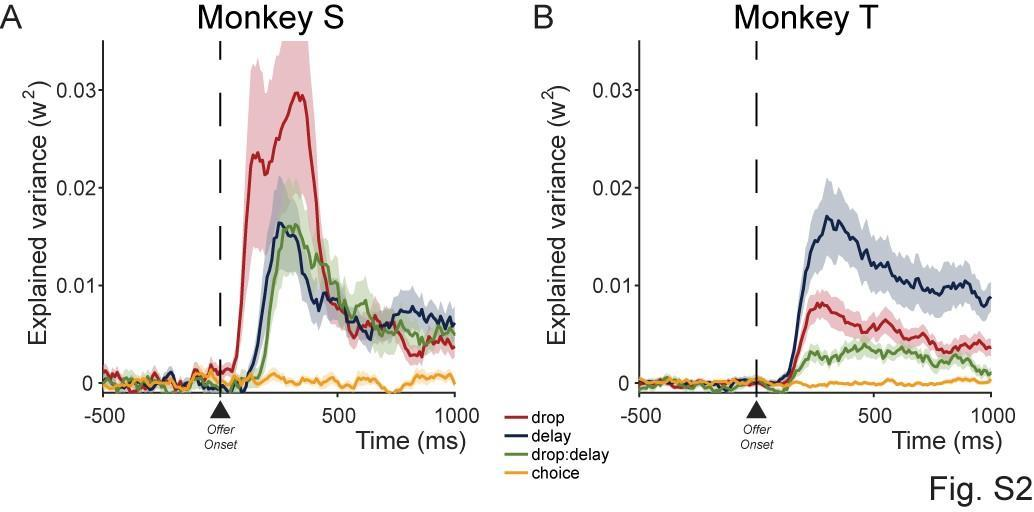 A
Monkey S
Explained variance (w²)
0.03
0.02
0.01
0
-500
500
1000
Offer
Onset
Time (ms)
B
Monkey T
Explained variance (w²)
0.03
0.02
0.01
0
-500
500
1000
Offer
Onset
Time (ms)
drop
delay
drop:delay
choice
Fig. S2